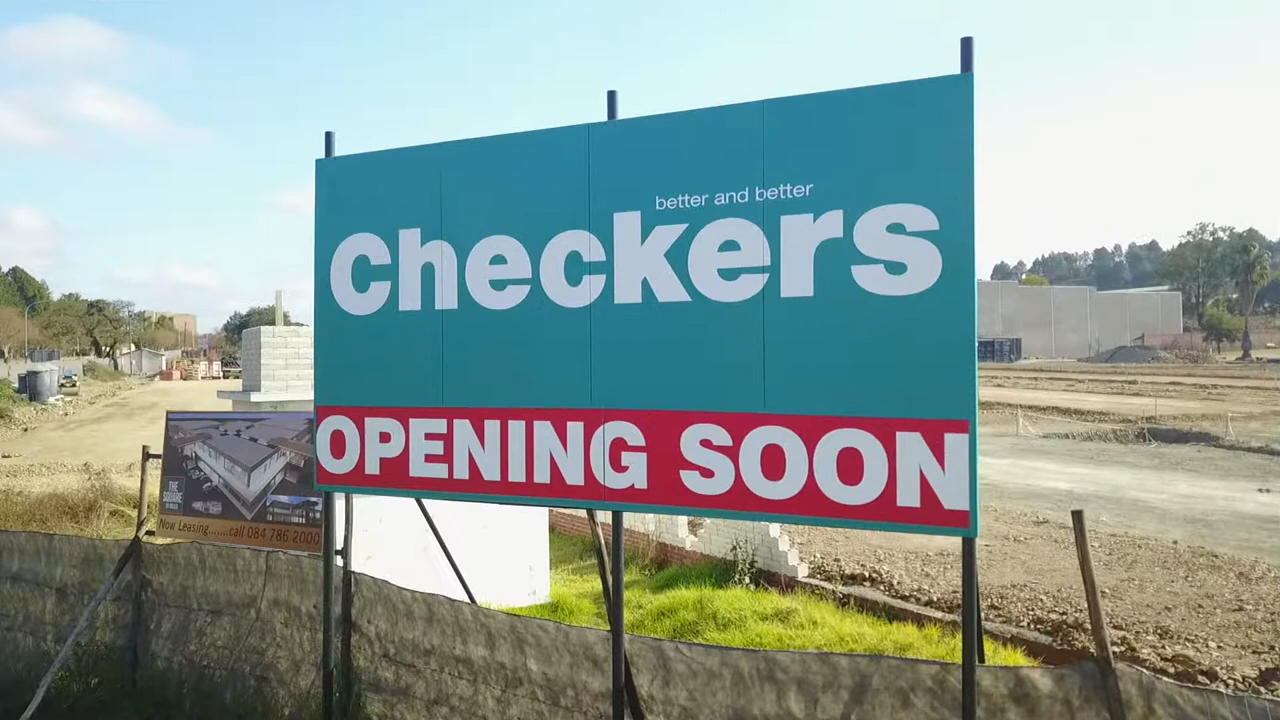 better and better
Checkers
OPENING SOON
THE
SQUARE
Now Leasing.......call 084 786 2000